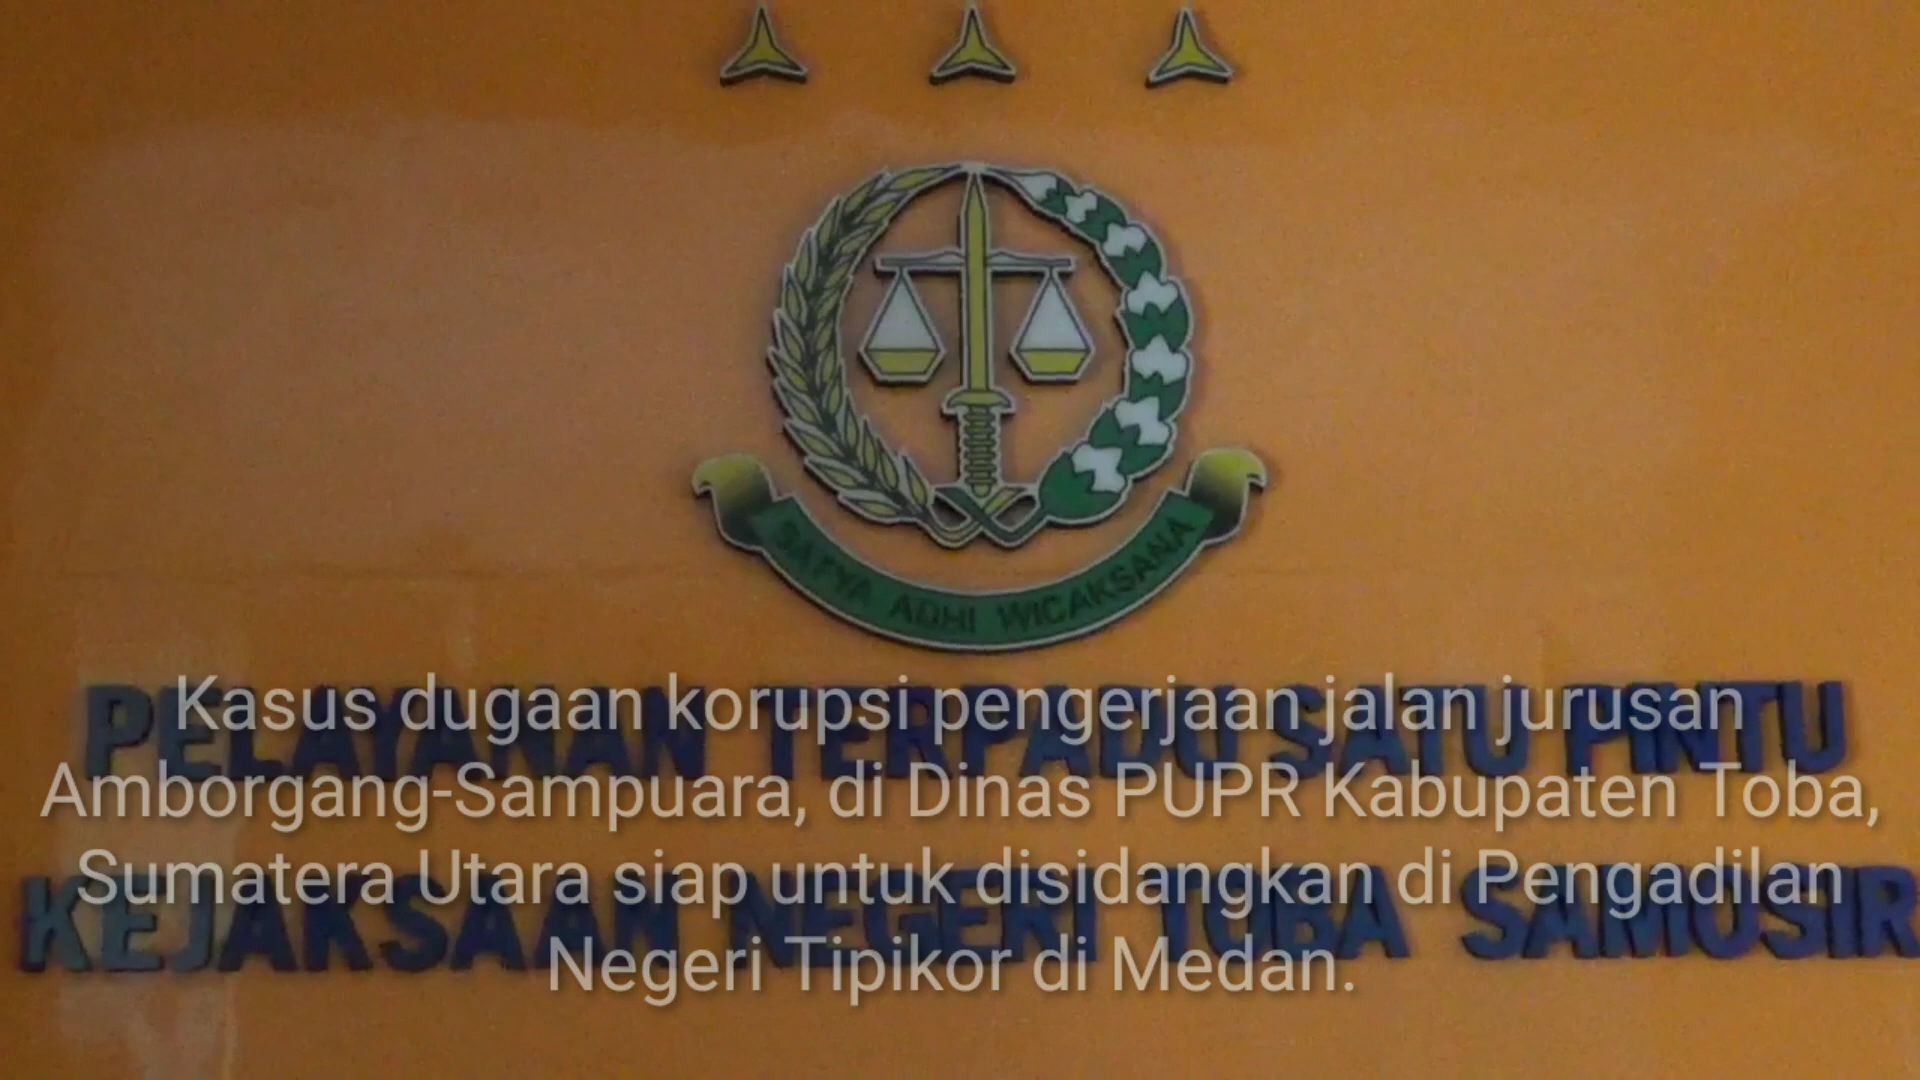 SATYA ADHI WICAKSANA
PELAYANAN TERPADU SATU PINTU
KEJAKSAAN NEGERI TOBA SAMOSIR
Kasus dugaan korupsi pengerjaan jalan jurusan
Amborgang-Sampuara, di Dinas PUPR Kabupaten Toba,
Sumatera Utara siap untuk disidangkan di Pengadilan
Negeri Tipikor di Medan.